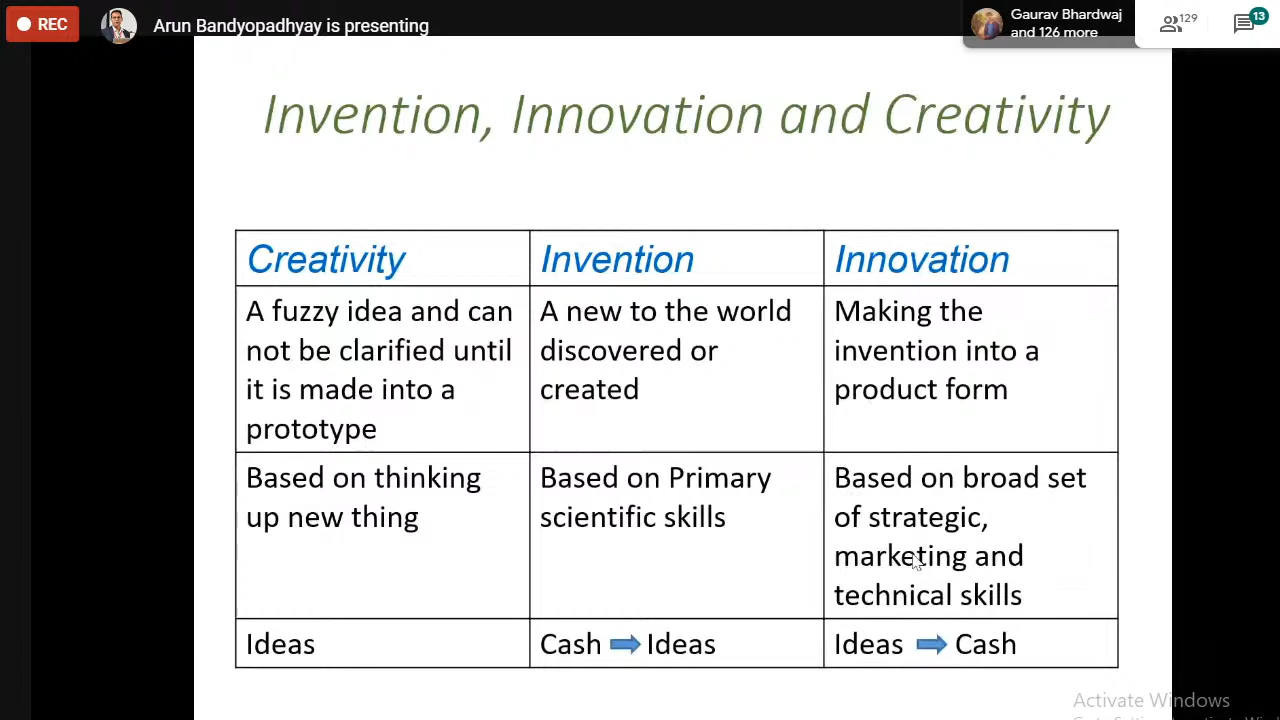 REC
Arun Bandyopadhyay is presenting
Gaurav Bhardwaj
and 126 more
129
13
Invention, Innovation and Creativity
Creativity
Invention
Innovation
A fuzzy idea and can
not be clarified until
it is made into a
prototype
A new to the world
discovered or
created
Making the
invention into a
product form
Based on thinking
up new thing
Based on Primary
scientific skills
Based on broad set
of strategic,
marketing and
technical skills
Ideas
Cash ➡ Ideas
Ideas ➡ Cash
Activate Windows